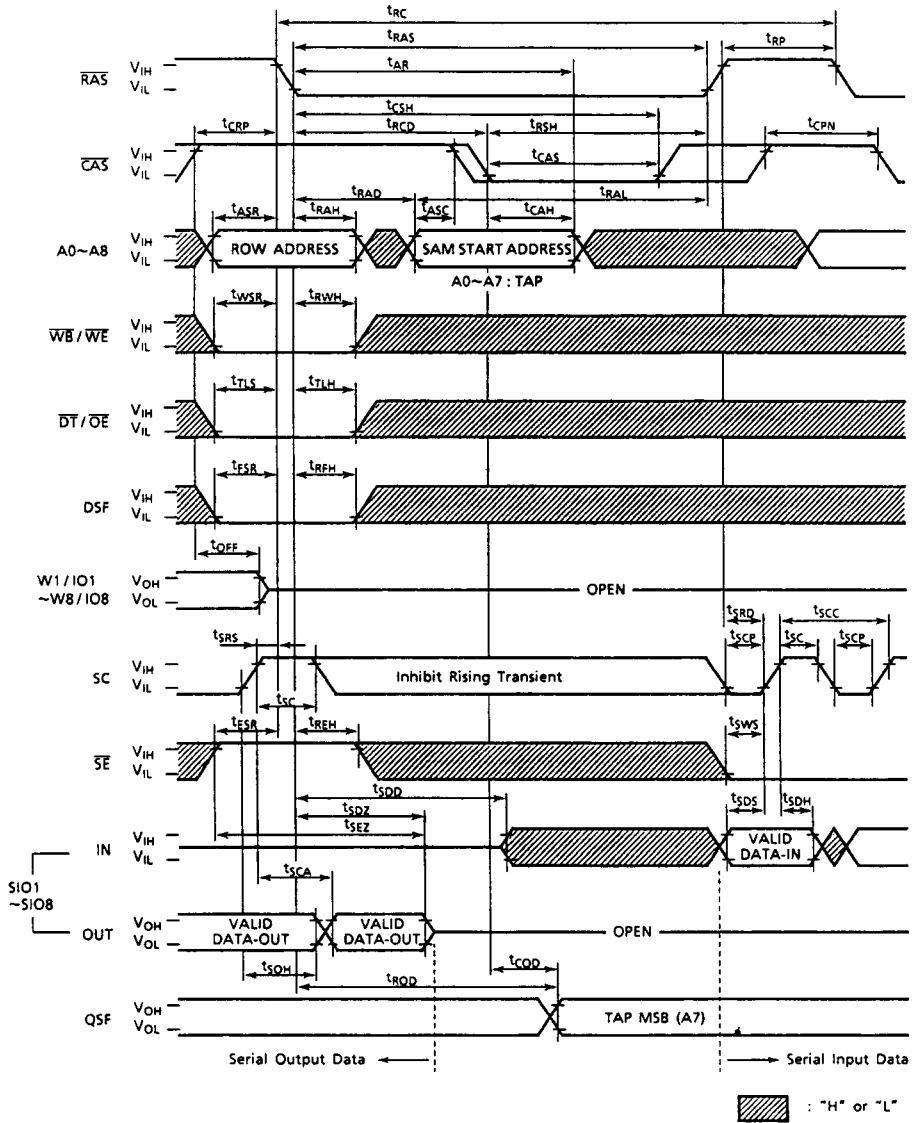 tRC
tRAS
tRP
tAR
RAS
VIH
VIL
tCSH
tCRP
tRCD
tRSH
tCPN
CAS
VIH
VIL
tCAS
tRAD
tRAL
tASR
tRAH
tASC
tCAH
A0~A8
VIH
VIL
ROW ADDRESS
SAM START ADDRESS
A0~A7 : TAP
tWSR
tRWH
WB / WE
VIH
VIL
tTLS
tTLH
DT / OE
VIH
VIL
tFSR
tRFH
DSF
VIH
VIL
tOFF
W1 / IO1
~W8 / IO8
VOH
VOL
OPEN
tSRD
tSCC
tSRS
tSCP
tSC
tSCP
SC
VIH
VIL
Inhibit Rising Transient
tSC
tESR
tREH
tSWS
SE
VIH
VIL
tSDD
tSDZ
tSEZ
tSDS
tSDH
IN
VIH
VIL
VALID
DATA-IN
SIO1
~SIO8
tSCA
OUT
VOH
VOL
VALID
DATA-OUT
VALID
DATA-OUT
OPEN
tSOH
tCQD
tRQD
QSF
VOH
VOL
TAP MSB (A7)
Serial Output Data
Serial Input Data
: "H" or "L"